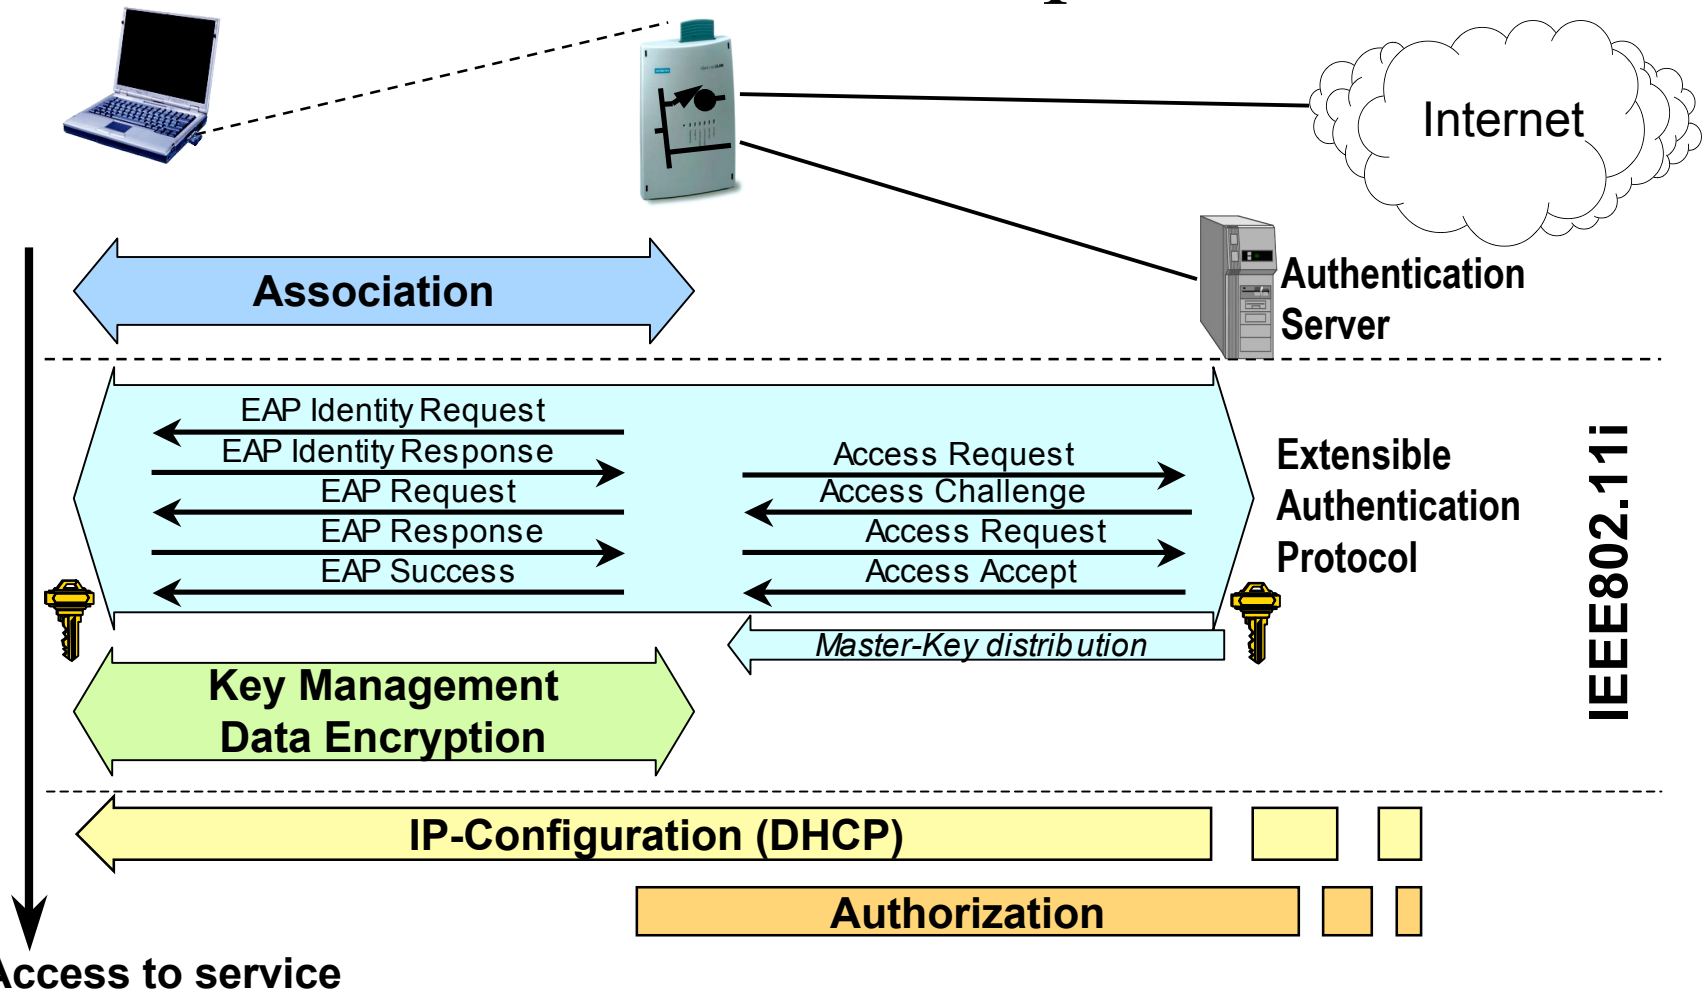 Internet
Association
Authentication
Server
EAP Identity Request
EAP Identity Response
EAP Request
EAP Response
EAP Success
Access Request
Access Challenge
Access Request
Access Accept
Extensible
Authentication
Protocol
IEEE802.11i
Master-Key distribution
Key Management
Data Encryption
IP-Configuration (DHCP)
Authorization
Access to service